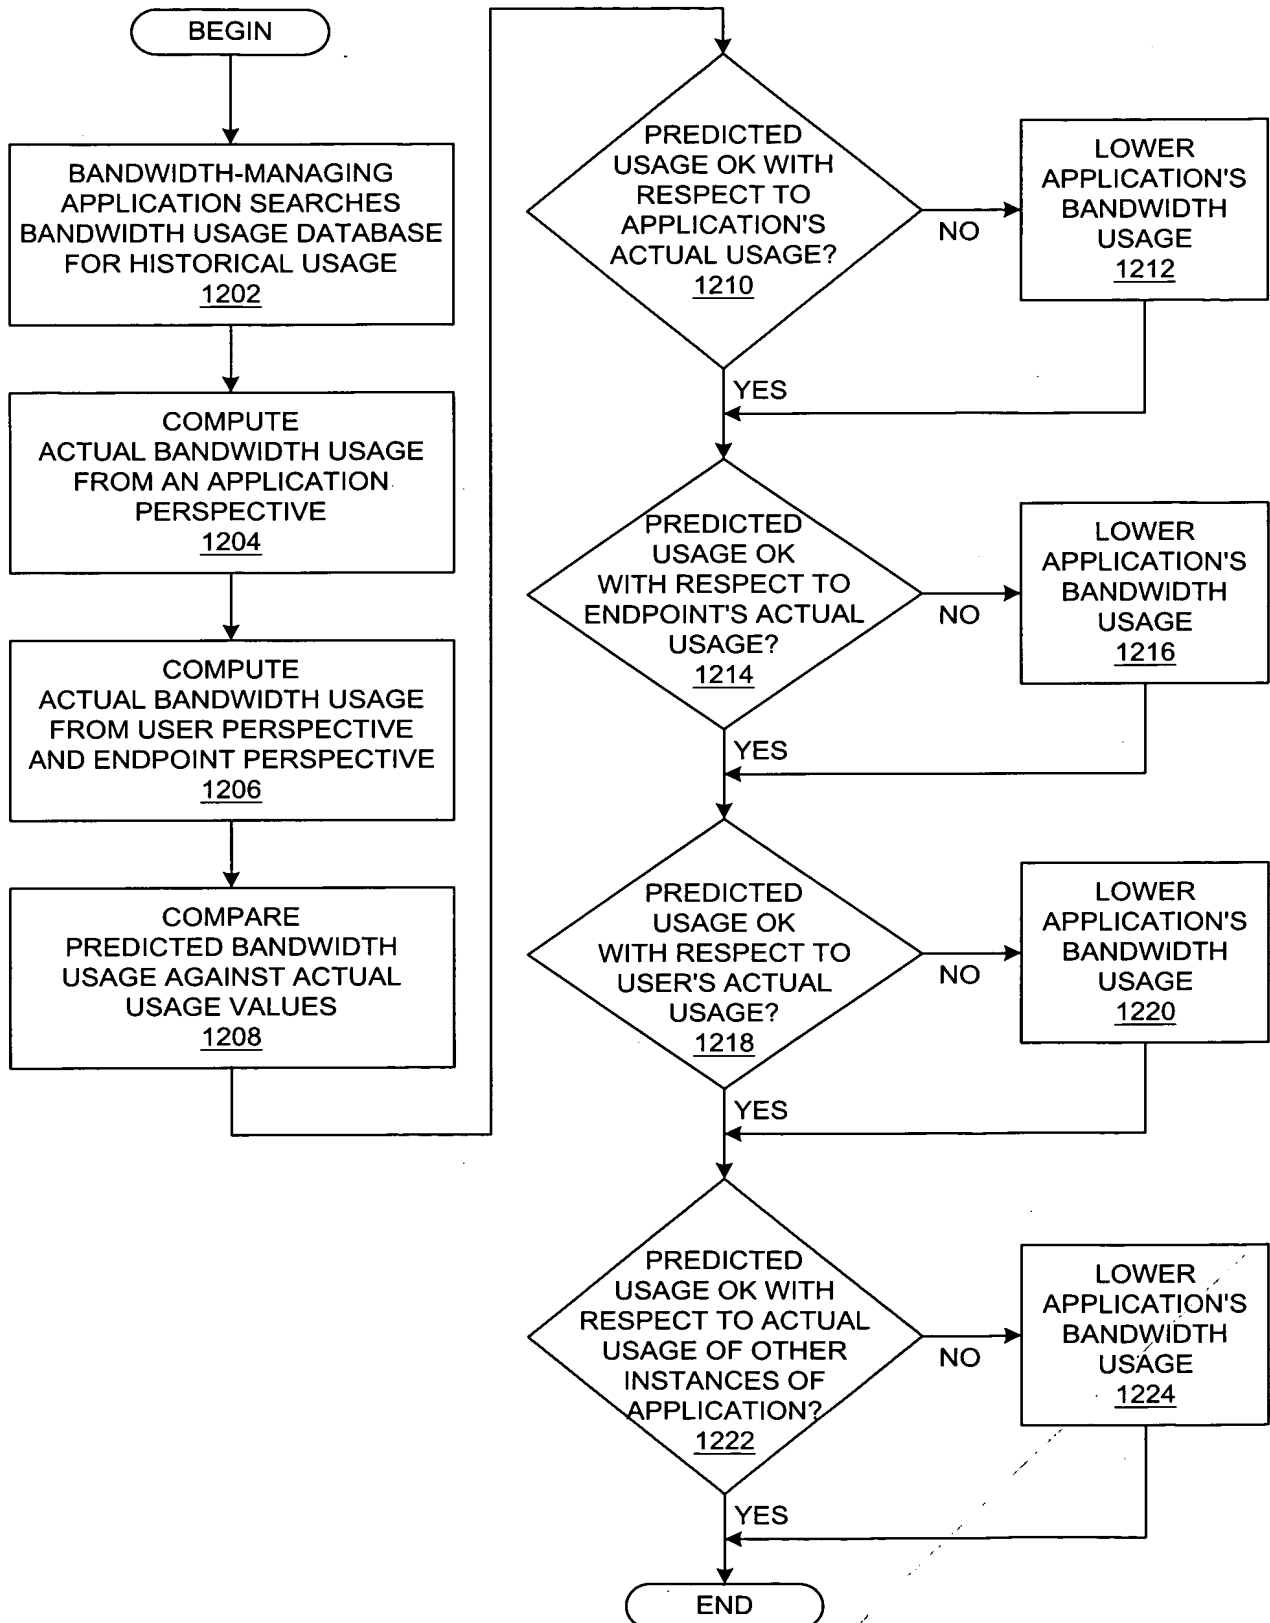 BEGIN
BANDWIDTH-MANAGING
APPLICATION SEARCHES
BANDWIDTH USAGE DATABASE
FOR HISTORICAL USAGE
1202
COMPUTE
ACTUAL BANDWIDTH USAGE
FROM AN APPLICATION
PERSPECTIVE
1204
COMPUTE
ACTUAL BANDWIDTH USAGE
FROM USER PERSPECTIVE
AND ENDPOINT PERSPECTIVE
1206
COMPARE
PREDICTED BANDWIDTH
USAGE AGAINST ACTUAL
USAGE VALUES
1208
PREDICTED
USAGE OK WITH
RESPECT TO
APPLICATION'S
ACTUAL USAGE?
1210
NO
LOWER
APPLICATION'S
BANDWIDTH
USAGE
1212
YES
PREDICTED
USAGE OK
WITH RESPECT TO
ENDPOINT'S ACTUAL
USAGE?
1214
NO
LOWER
APPLICATION'S
BANDWIDTH
USAGE
1216
YES
PREDICTED
USAGE OK
WITH RESPECT TO
USER'S ACTUAL
USAGE?
1218
NO
LOWER
APPLICATION'S
BANDWIDTH
USAGE
1220
YES
PREDICTED
USAGE OK WITH
RESPECT TO ACTUAL
USAGE OF OTHER
INSTANCES OF
APPLICATION?
1222
NO
LOWER
APPLICATION'S
BANDWIDTH
USAGE
1224
YES
END